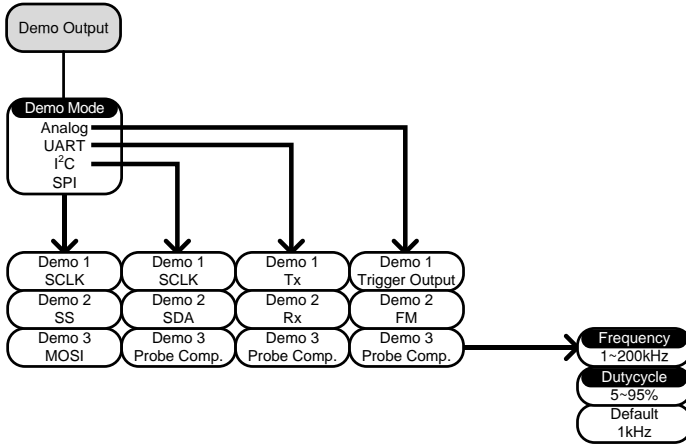 Demo Output
Demo Mode
Analog
UART
I²C
SPI
Demo 1
SCLK
Demo 2
SS
Demo 3
MOSI
Demo 1
SCLK
Demo 2
SDA
Demo 3
Probe Comp.
Demo 1
Tx
Demo 2
Rx
Demo 3
Probe Comp.
Demo 1
Trigger Output
Demo 2
FM
Demo 3
Probe Comp.
Frequency
1~200kHz
Dutycycle
5~95%
Default
1kHz